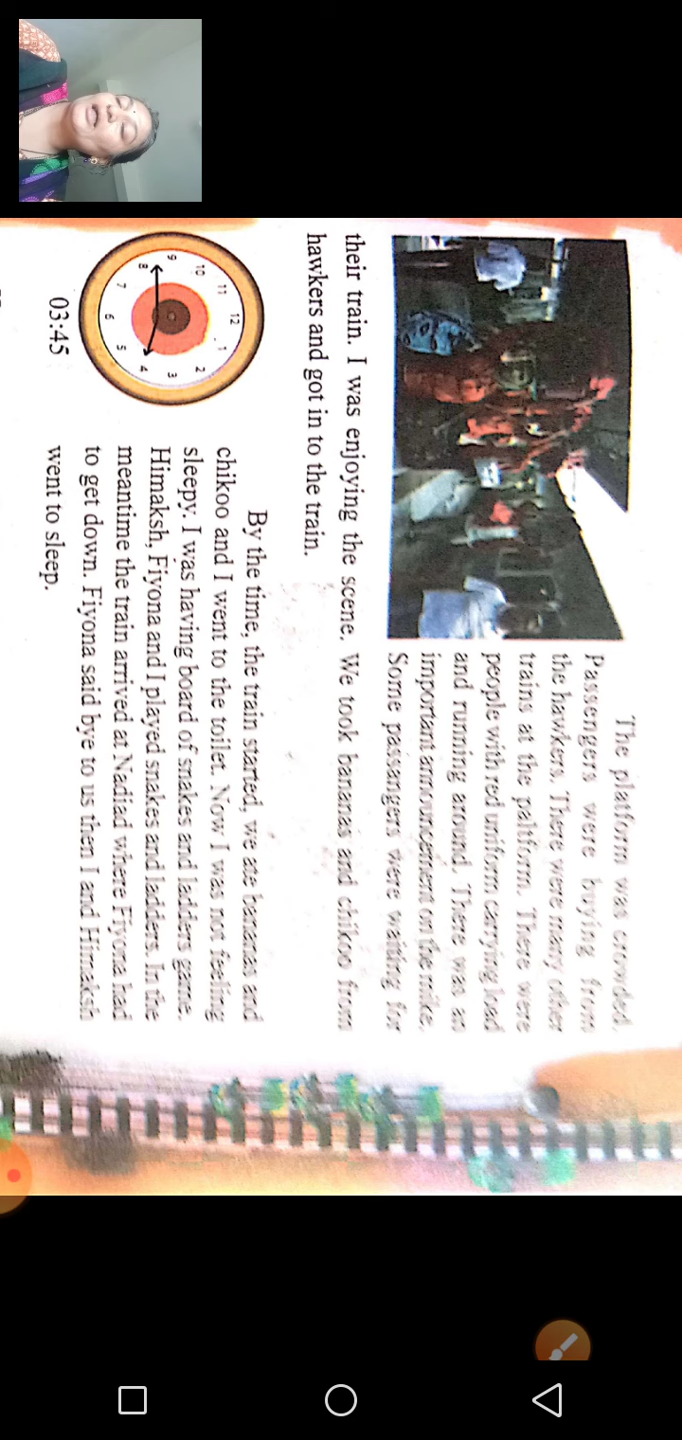 The platform was crowded.
Passengers were buying from
the hawkers. There were many other
trains at the paltform. There were
people with red uniform carrying load
and running around. There was an
important announcement on the mike.
Some passangers were waiting for
their train. I was enjoying the scene. We took bananas and chikoo from
hawkers and got in to the train.
12
1
2
3
4
5
6
7
8
9
10
11
03:45
By the time, the train started, we ate bananas and
chikoo and I went to the toilet. Now I was not feeling
sleepy. I was having board of snakes and ladders game.
Himaksh, Fiyona and I played snakes and ladders. In the
meantime the train arrived at Nadiad where Fiyona had
to get down. Fiyona said bye to us then I and Himaksh
went to sleep.